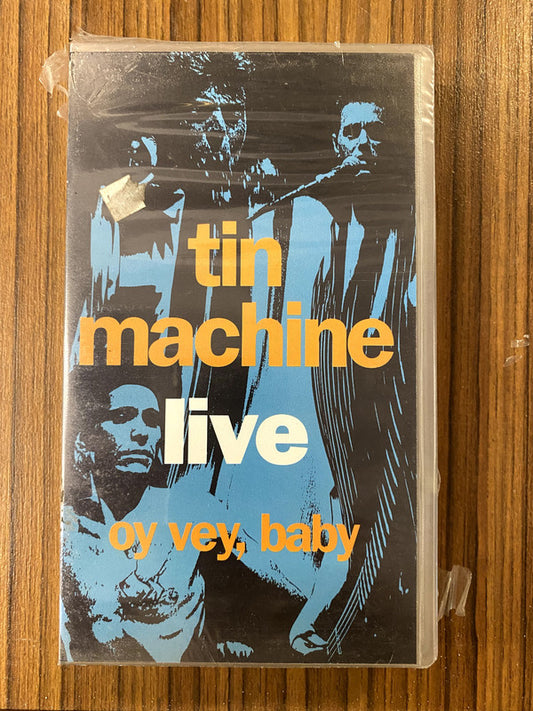 tin
machine
live
oy vey, baby